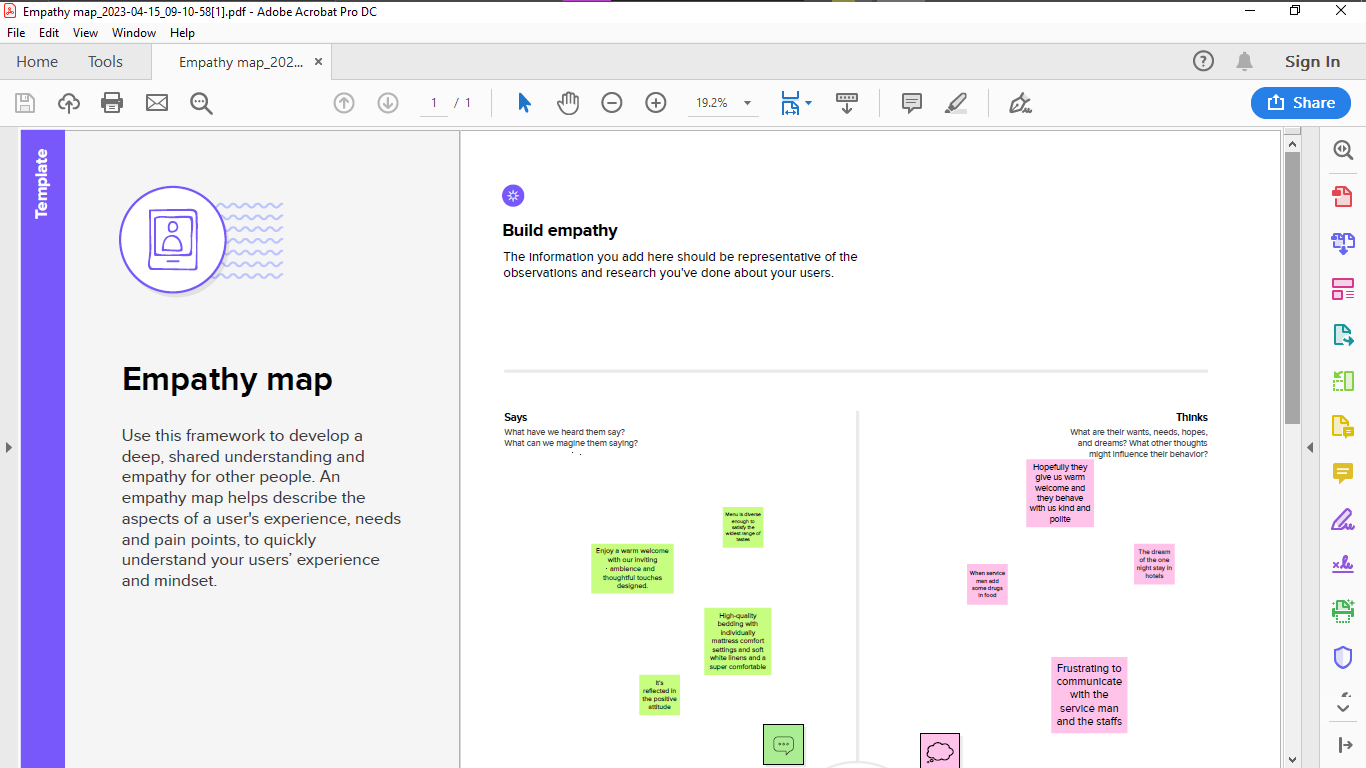 Empathy map_2023-04-15_09-10-58[1].pdf - Adobe Acrobat Pro DC
File Edit View Window Help
Home Tools Empathy map_202... × Sign In
1 / 1 19.2% Share
Template
Empathy map
Use this framework to develop a
deep, shared understanding and
empathy for other people. An
empathy map helps describe the
aspects of a user's experience, needs
and pain points, to quickly
understand your users’ experience
and mindset.
Build empathy
The information you add here should be representative of the
observations and research you've done about your users.
Says
What have we heard them say?
What can we magine them saying?
Menu is diverse
enough to
satisfy the
widest range of
tastes
Enjoy a warm welcome
with our inviting
· ambience and
thoughtful touches
designed.
High-quality
bedding with
individually
mattress comfort
settings and soft
white linens and a
super comfortable
It's
reflected in
the positive
attitude
Thinks
What are their wants, needs, hopes,
and dreams? What other thoughts
might influence their behavior?
Hopefully they
give us warm
welcome and
they behave
with us kind and
polite
The dream
of the one
night stay in
hotels
When service
man add
some drugs
in food
Frustrating to
communicate
with the
service man
and the staffs